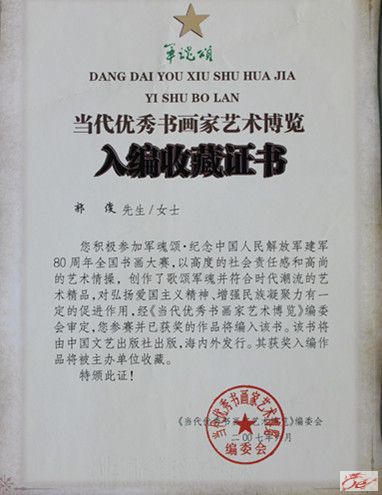 军魂颂
DANG DAI YOU XIU SHU HUA JIA
YI SHU BO LAN
当代优秀书画家艺术博览
入编收藏证书
郭俊 先生/女士
您积极参加军魂颂·纪念中国人民解放军建军
80周年全国书画大赛,以高度的社会责任感和高尚
的艺术情操,创作了歌颂军魂并符合时代潮流的艺
术精品,对弘扬爱国主义精神、增强民族凝聚力有一
定的促进作用,经《当代优秀书画家艺术博览》编委
会审定,您参赛并已获奖的作品将编入该书。该书将
由中国文艺出版社出版,海内外发行。其获奖入编作
品将被主办单位收藏。
特颁此证!
《当代优秀书画家艺术博览》编委会
二00七年 月
编委会